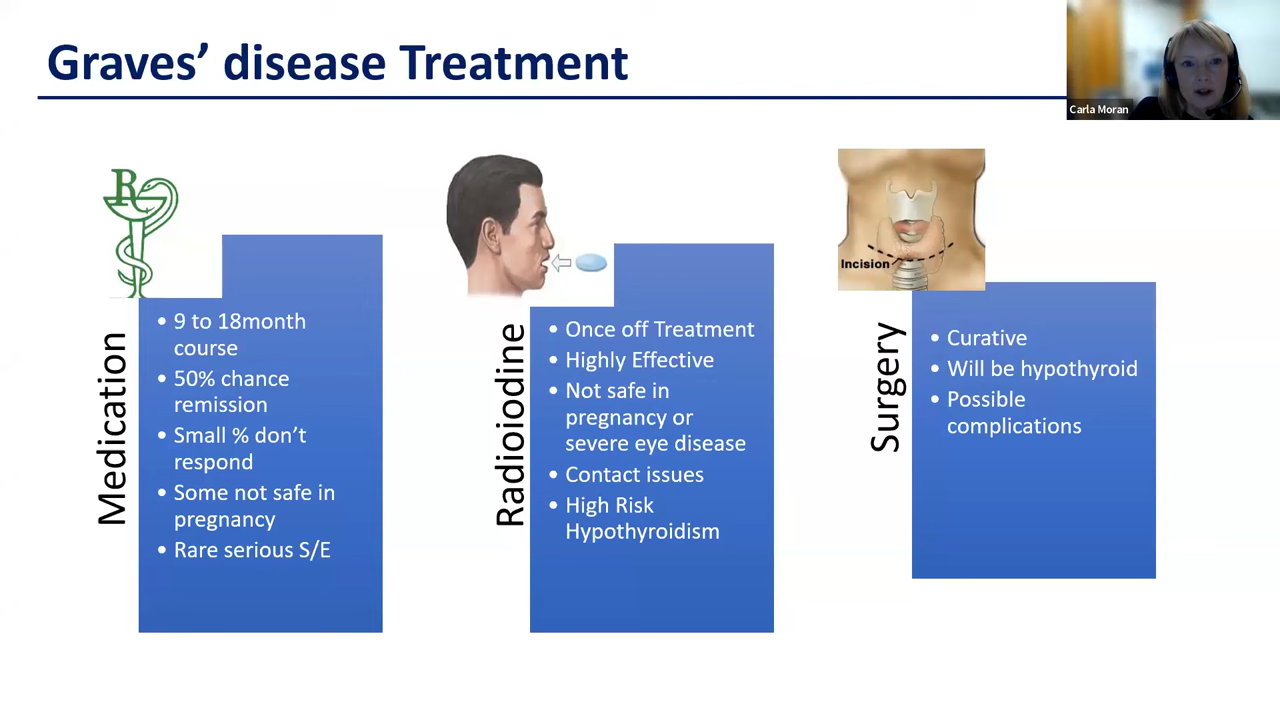 Graves’ disease Treatment
Carla Moran
R
Medication
• 9 to 18month
course
• 50% chance
remission
• Small % don’t
respond
• Some not safe in
pregnancy
• Rare serious S/E
Radioiodine
• Once off Treatment
• Highly Effective
• Not safe in
pregnancy or
severe eye disease
• Contact issues
• High Risk
Hypothyroidism
Incision
Surgery
• Curative
• Will be hypothyroid
• Possible
complications